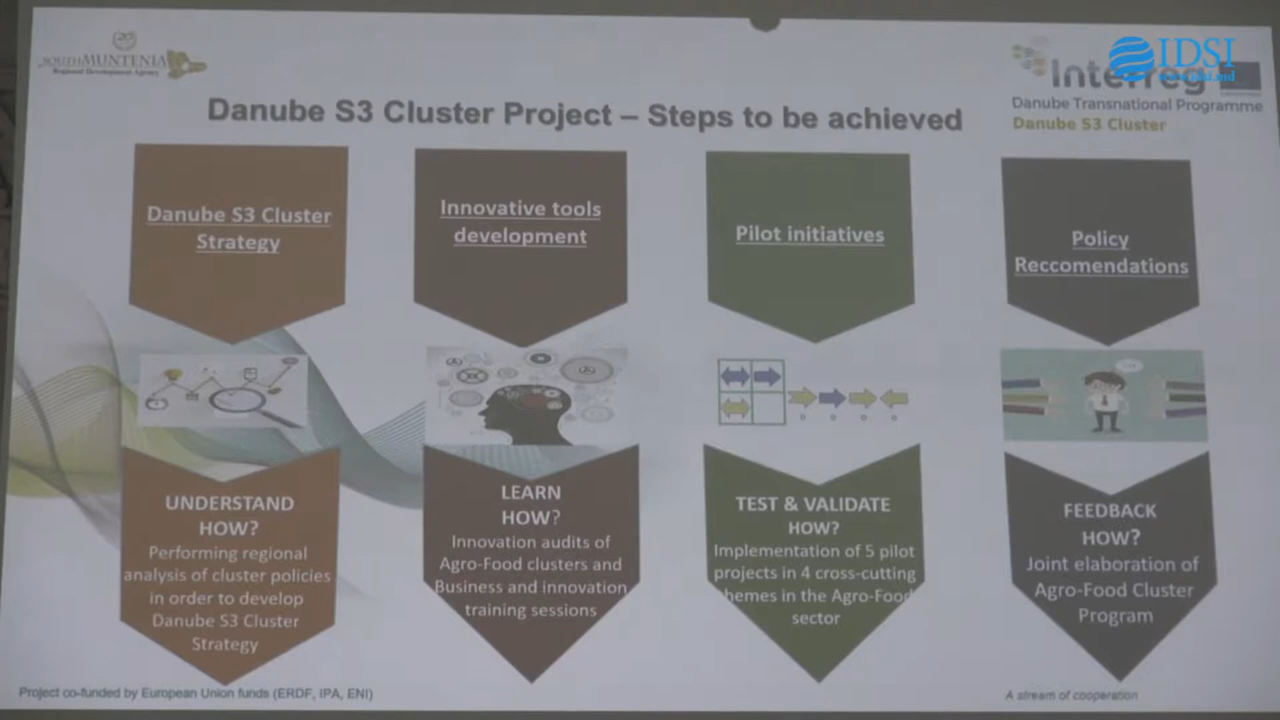 SOUTH MUNTENIA
Regional Development Agency
IDSI
www.idsi.md
Interreg
Danube Transnational Programme
Danube S3 Cluster
Danube S3 Cluster Project – Steps to be achieved
Danube S3 Cluster
Strategy
Innovative tools
development
Pilot initiatives
Policy
Reccomendations
UNDERSTAND
HOW?
Performing regional
analysis of cluster policies
in order to develop
Danube S3 Cluster
Strategy
LEARN
HOW?
Innovation audits of
Agro-Food clusters and
Business and innovation
training sessions
TEST & VALIDATE
HOW?
Implementation of 5 pilot
projects in 4 cross-cutting
hemes in the Agro-Food
sector
FEEDBACK
HOW?
Joint elaboration of
Agro-Food Cluster
Program
Project co-funded by European Union funds (ERDF, IPA, ENI)
A stream of cooperation